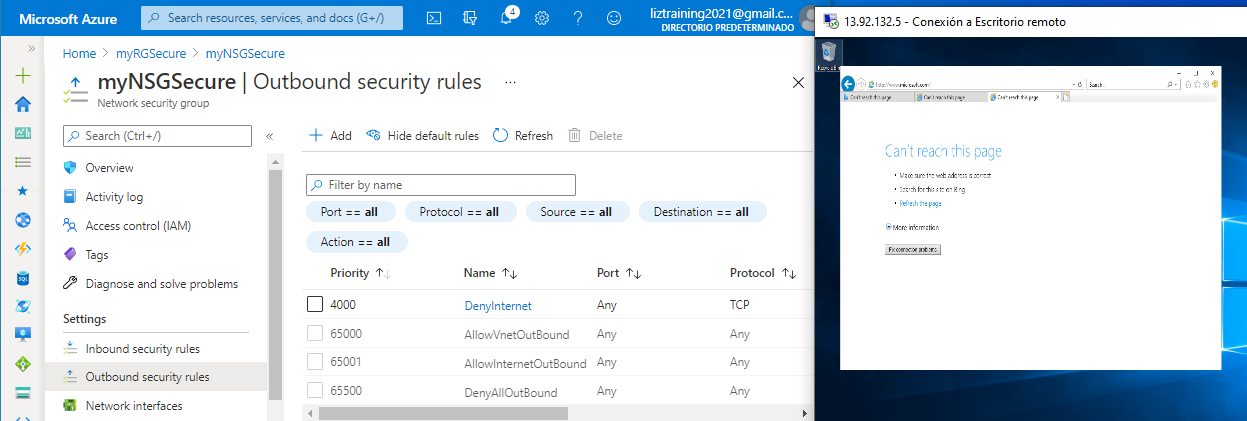 Microsoft Azure
Search resources, services, and docs (G+/)
4
liztraining2021@gmail.c...
DIRECTORIO PREDETERMINADO
Home > myRGSecure > myNSGSecure
myNSGSecure | Outbound security rules ...
Network security group
Search (Ctrl+/)
Overview
Activity log
Access control (IAM)
Tags
Diagnose and solve problems
Settings
Inbound security rules
Outbound security rules
Network interfaces
Add Hide default rules Refresh Delete
Filter by name
Port == all Protocol == all Source == all Destination == all
Action == all
Priority Name Port Protocol
4000 DenyInternet Any TCP
65000 AllowVnetOutBound Any Any
65001 AllowInternetOutBound Any Any
65500 DenyAllOutBound Any Any
13.92.132.5 - Conexión a Escritorio remoto
Recycle Bin
http://www.microsoft.com/
Search...
Can't reach this page Can't reach this page Can't reach this page
Can't reach this page
• Make sure the web address is correct
• Search for this site on Bing
• Refresh the page
More information
Fix connection problems